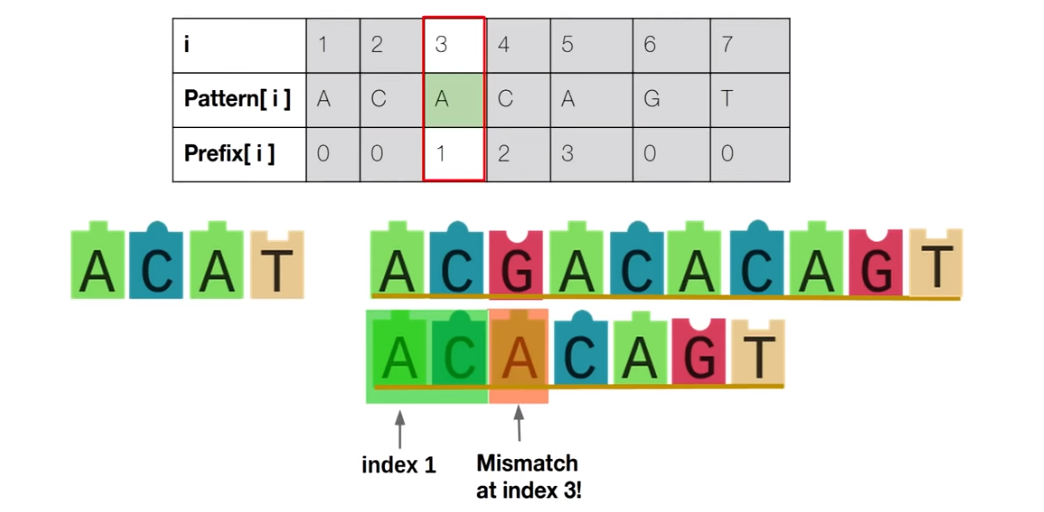 i 1 2 3 4 5 6 7
Pattern[ i ] A C A C A G T
Prefix[ i ] 0 0 1 2 3 0 0
A C A T A C G A C A C A G T
A C A C A G T
index 1 Mismatch
at index 3!